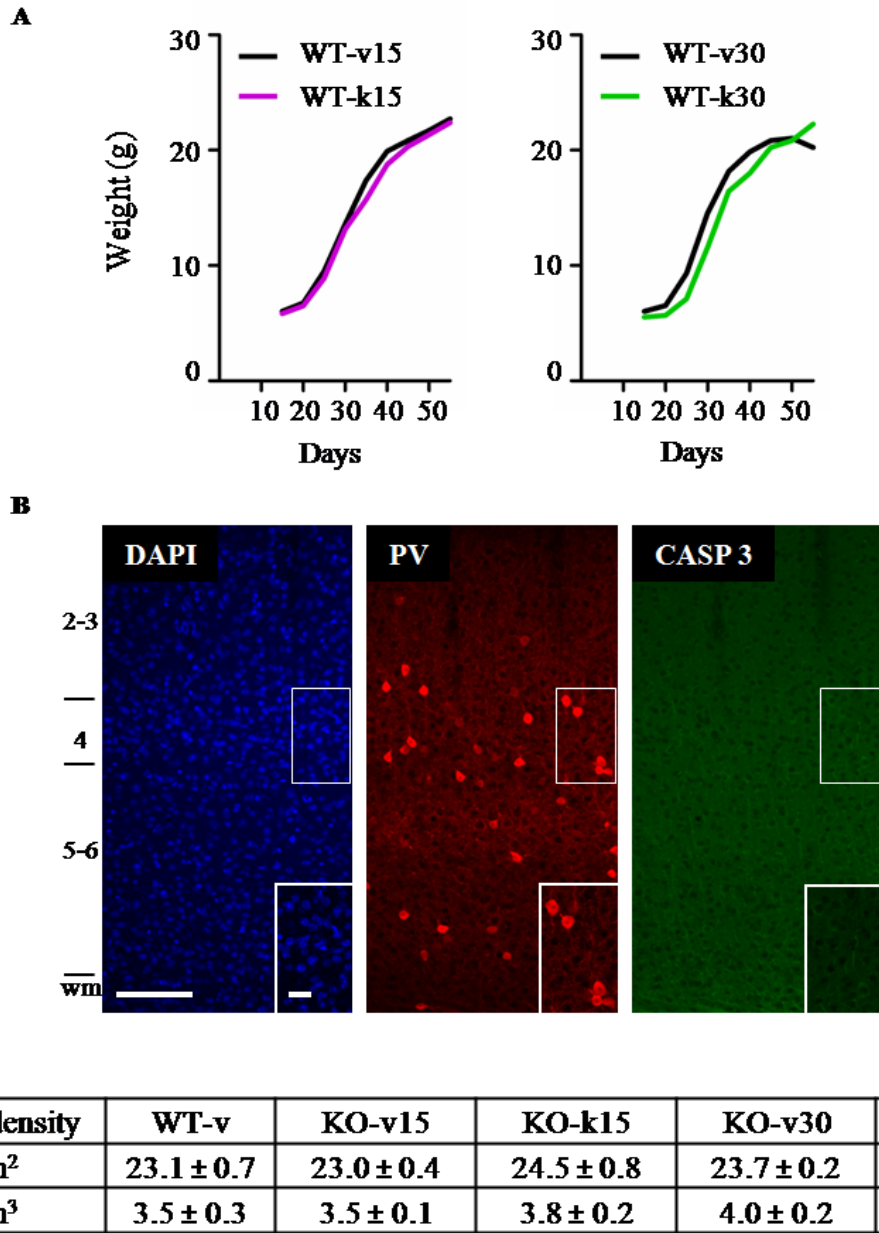 A
30
20
10
0
Weight (g)
WT-v15
WT-k15
10 20 30 40 50
Days
30
20
10
0
WT-v30
WT-k30
10 20 30 40 50
Days
B
DAPI
PV
CASP 3
2-3
4
5-6
wm
WT-v KO-v15 KO-k15 KO-v30
23.1 ± 0.7 23.0 ± 0.4 24.5 ± 0.8 23.7 ± 0.2
3.5 ± 0.3 3.5 ± 0.1 3.8 ± 0.2 4.0 ± 0.2